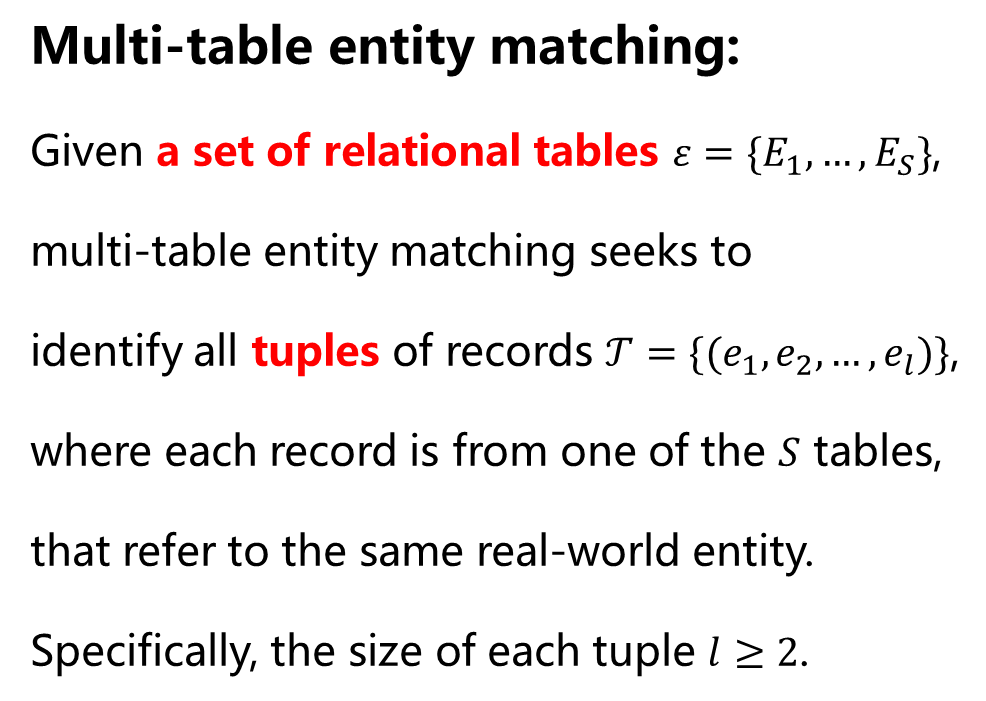 Multi-table entity matching:
Given a set of relational tables ε = {E₁, … , E_S},
multi-table entity matching seeks to
identify all tuples of records 𝒯 = {(e₁, e₂, … , e_l)},
where each record is from one of the S tables,
that refer to the same real-world entity.
Specifically, the size of each tuple l ≥ 2.